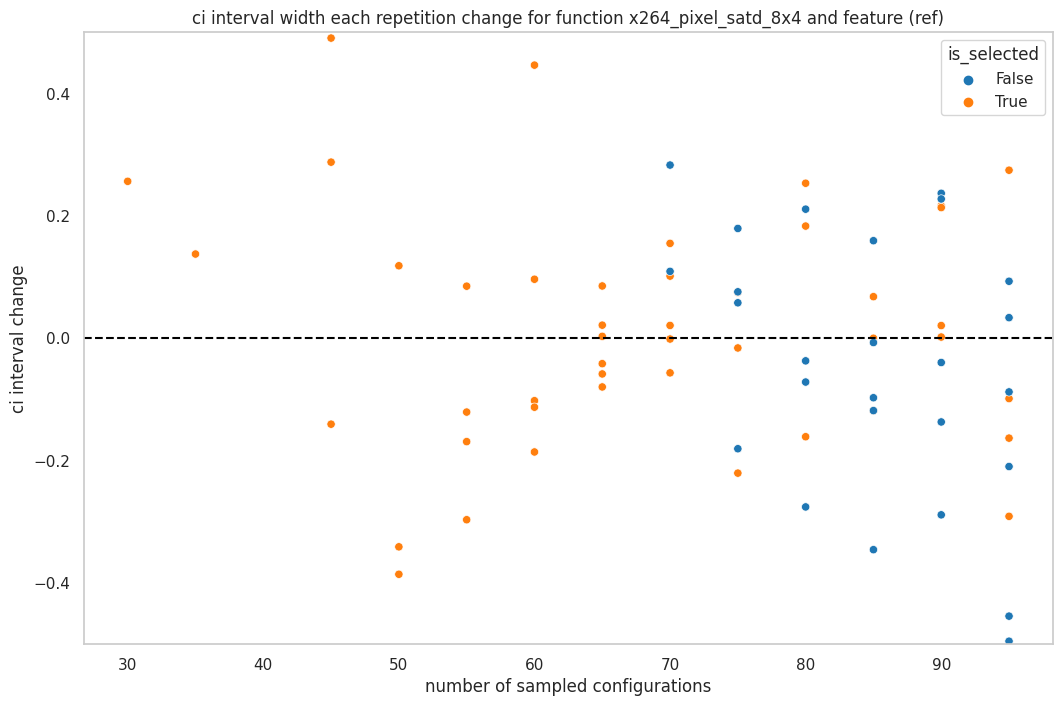 ci interval width each repetition change for function x264_pixel_satd_8x4 and feature (ref)
is_selected
False
True
ci interval change
0.4
0.2
0.0
−0.2
−0.4
30
40
50
60
70
80
90
number of sampled configurations